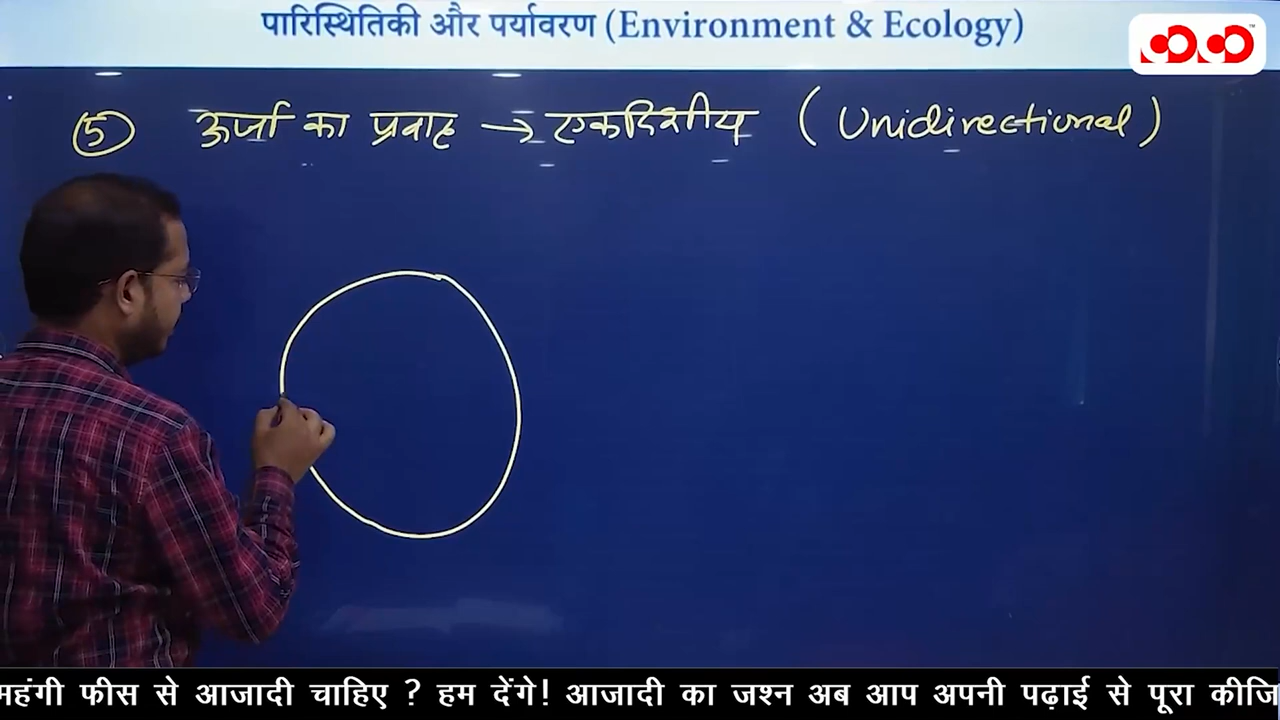 पारिस्थितिकी और पर्यावरण (Environment & Ecology)
⑤ ऊर्जा का प्रवाह → एकदिशीय (Unidirectional)
महंगी फीस से आजादी चाहिए ? हम देंगे! आजादी का जश्न अब आप अपनी पढ़ाई से पूरा कीजि